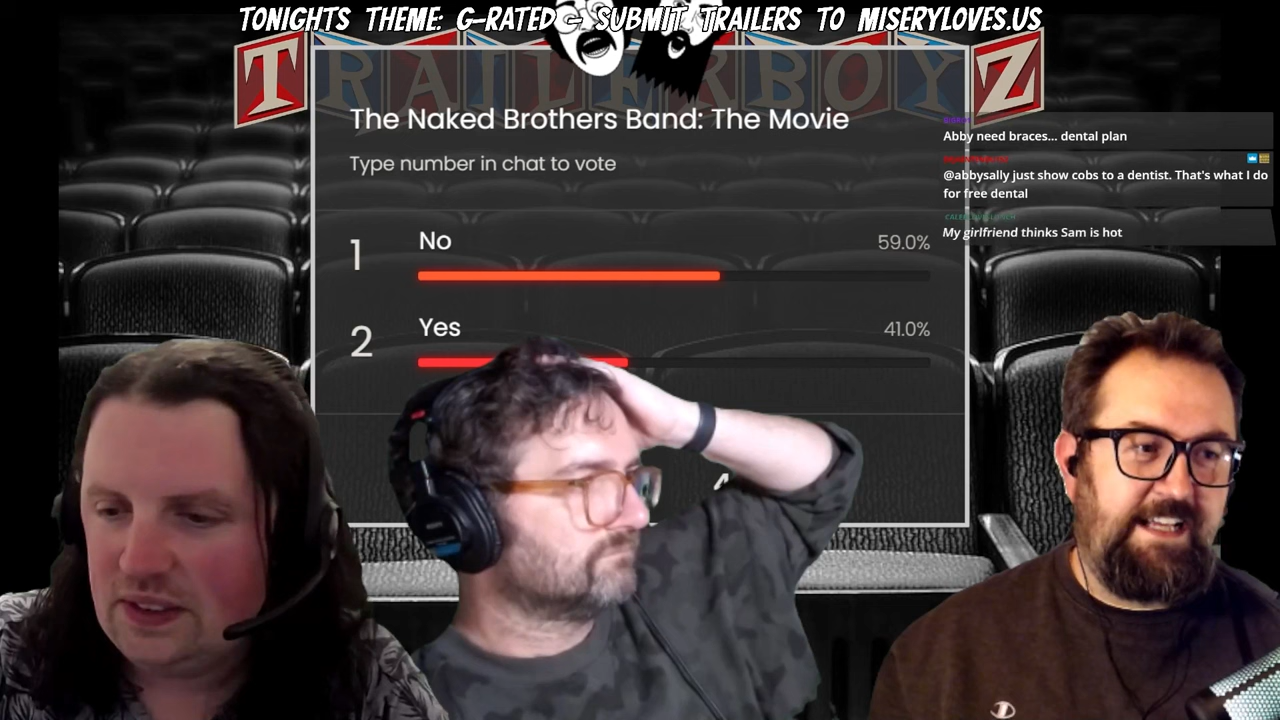 TONIGHTS THEME: G-RATED - SUBMIT TRAILERS TO MISERYLOVES.US
TRAILERBOYZ
The Naked Brothers Band: The Movie
Type number in chat to vote
1 No 59.0%
2 Yes 41.0%
Abby need braces... dental plan
@abbysally just show cobs to a dentist. That's what I do
for free dental
My girlfriend thinks Sam is hot